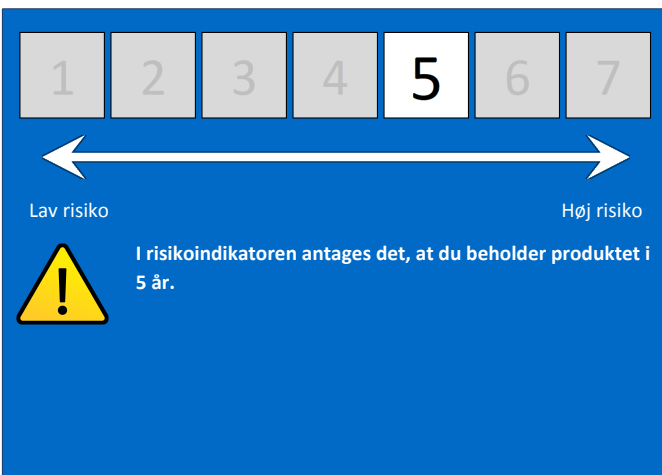 1 2 3 4 5 6 7
Lav risiko Høj risiko
I risikoindikatoren antages det, at du beholder produktet i
5 år.